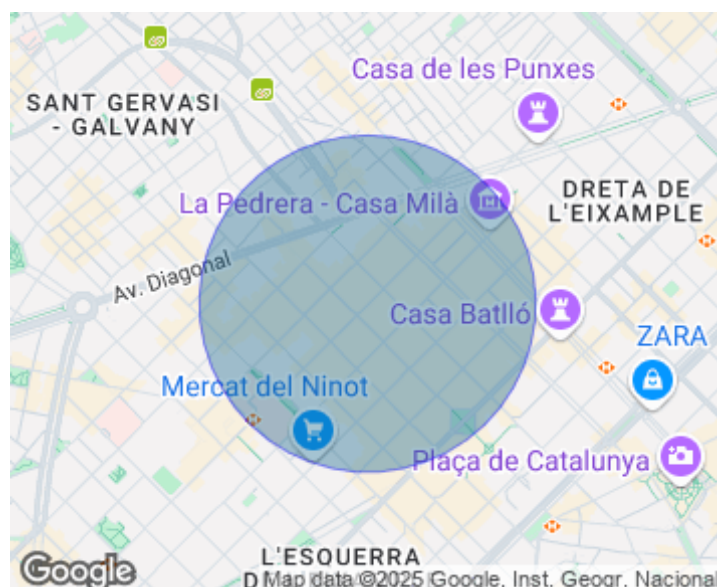 Casa de les Punxes
SANT GERVASI
- GALVANY
La Pedrera - Casa Milà
DRETA DE
L'EIXAMPLE
Av. Diagonal
Casa Batlló
ZARA
Mercat del Ninot
Plaça de Catalunya
L'ESQUERRA
Google
Map data ©2025 Google, Inst. Geogr. Nacional